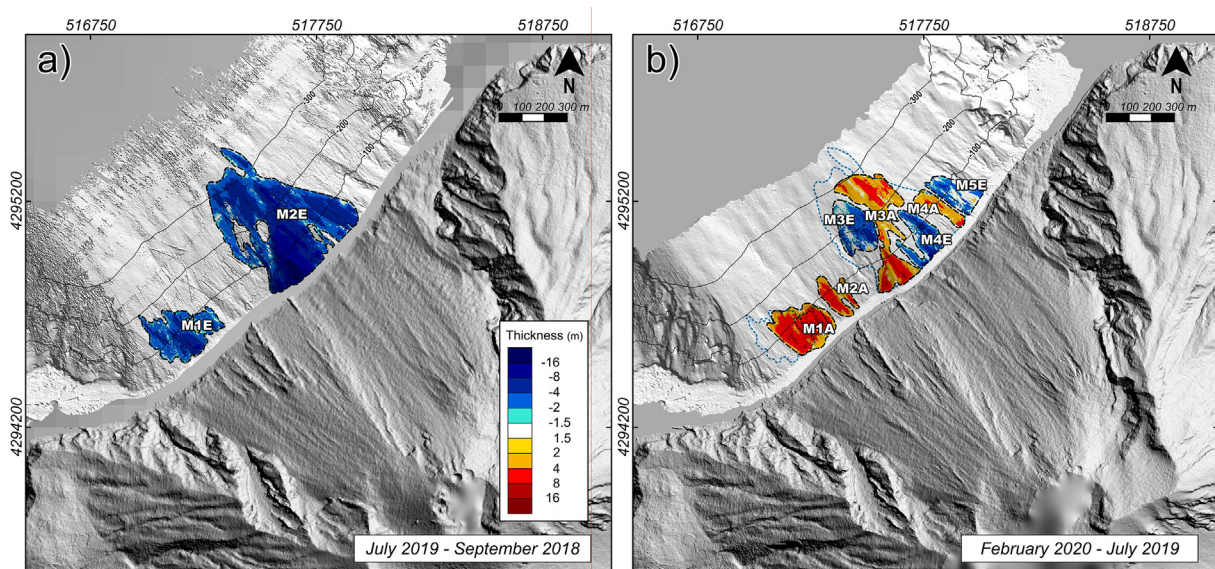 516750
517750
518750
a)
N
0 100 200 300 m
-300
-200
-100
4295200
M2E
M1E
4294200
Thickness (m)
-16
-8
-4
-2
-1.5
1.5
2
4
8
16
July 2019 - September 2018
516750
517750
518750
b)
N
0 100 200 300 m
-300
-200
-100
4295200
M5E
M4A
M3E
M3A
M4E
M2A
M1A
4294200
February 2020 - July 2019